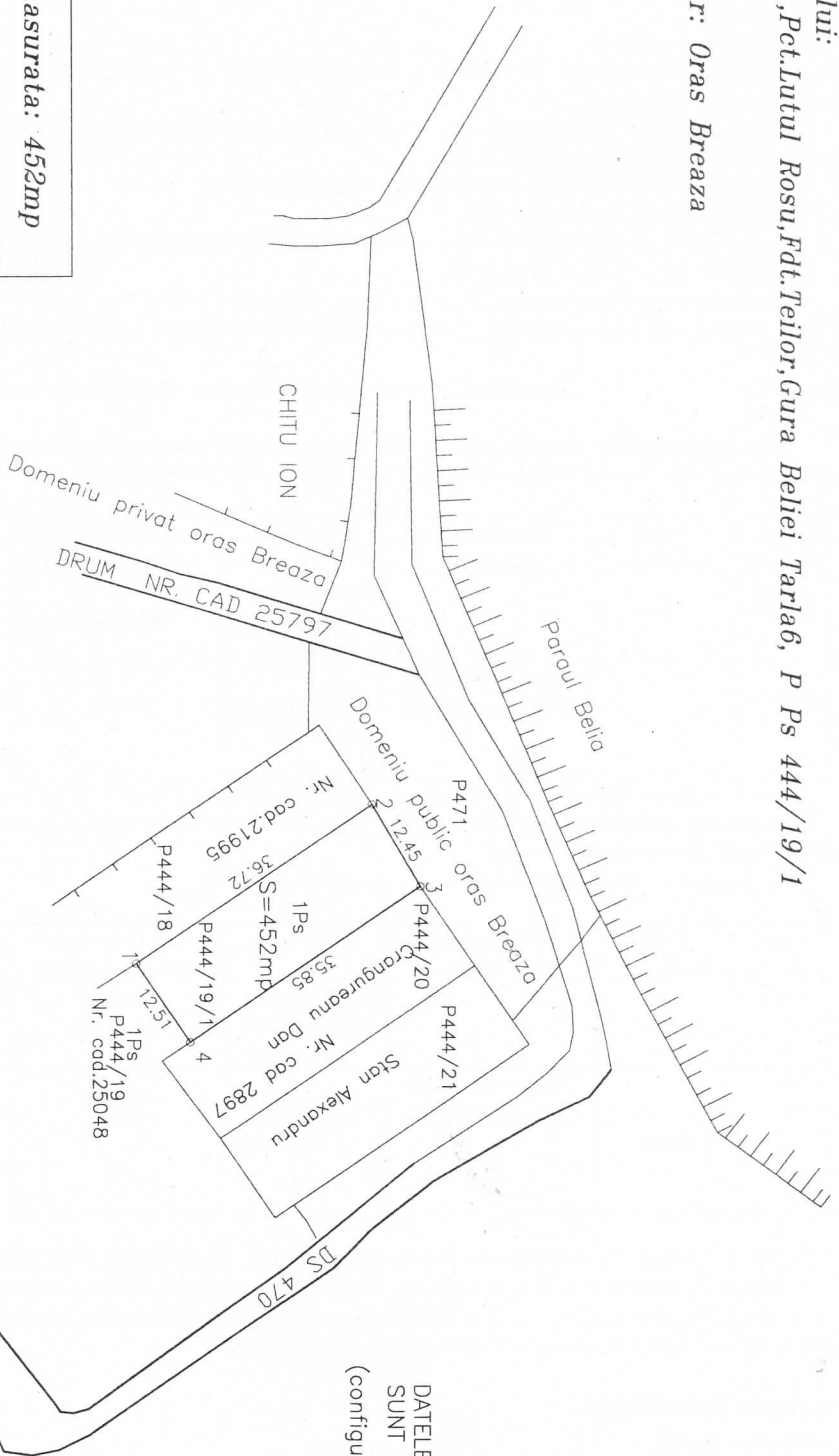 lui:
,Pct.Lutul Rosu,Fdt.Teilor,Gura Beliei Tarla6, P Ps 444/19/1
r: Oras Breaza
asurata: 452mp
Paraul Belia
CHITU ION
Domeniu privat oras Breaza
DRUM NR. CAD 25797
P471
Domeniu public oras Breaza
Nr. cad.21995
P444/18
2
12.45
3
36.72
1Ps
S=452mp
P444/19/1
35.85
1
12.51
4
P444/20
Crangureanu Dan
Nr. cad 2897
P444/21
Stan Alexandru
1Ps
P444/19
Nr. cad.25048
DS 470
DATELE
SUNT
(configu